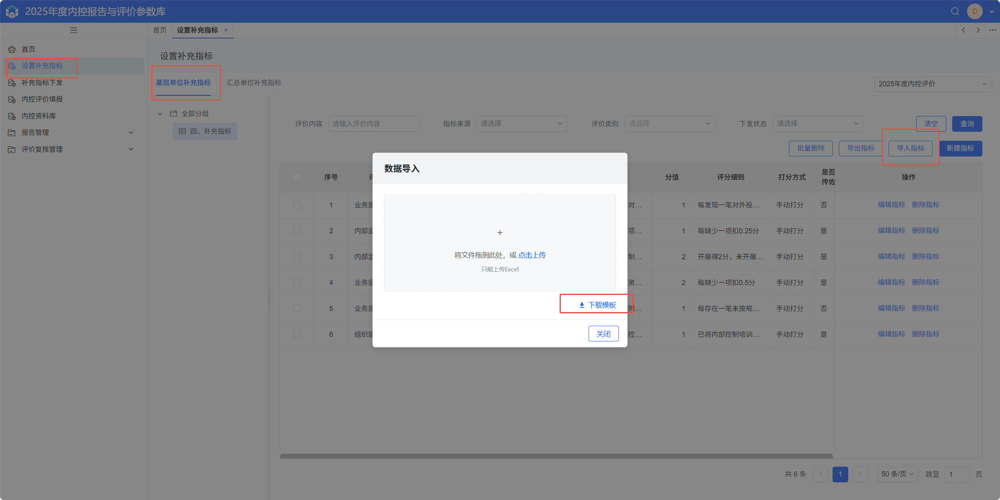 2025年度内控报告与评价参数库
D
首页
设置补充指标 ×
首页
设置补充指标
补充指标下发
内控评价填报
内控资料库
报告管理
评价复核管理
设置补充指标
基层单位补充指标
汇总单位补充指标
2025年度内控评价
全部分组
四、补充指标
评价内容 请输入评价内容 指标来源 请选择 评价类别 请选择 下发状态 请选择 清空 查询
批量删除 导出指标 导入指标 新建指标
序号 分值 评分细则 打分方式 是否 操作
传佐
1 业务层 对… 1 每发现一笔对外投… 手动打分 否 编辑指标 删除指标
2 内部监 项… 1 每缺少一项扣0.25分 手动打分 是 编辑指标 删除指标
3 内部监 制… 2 开展得2分，未开展… 手动打分 是 编辑指标 删除指标
4 业务层 资… 2 每缺少一项扣0.5分 手动打分 是 编辑指标 删除指标
5 业务层 照… 1 每存在一笔未按规… 手动打分 否 编辑指标 删除指标
6 组织层 控… 1 已将内部控制培训… 手动打分 是 编辑指标 删除指标
数据导入
将文件拖到此处，或 点击上传
只能上传Excel
下载模板
关闭
共 6 条 1 50 条/页 跳至 1 页